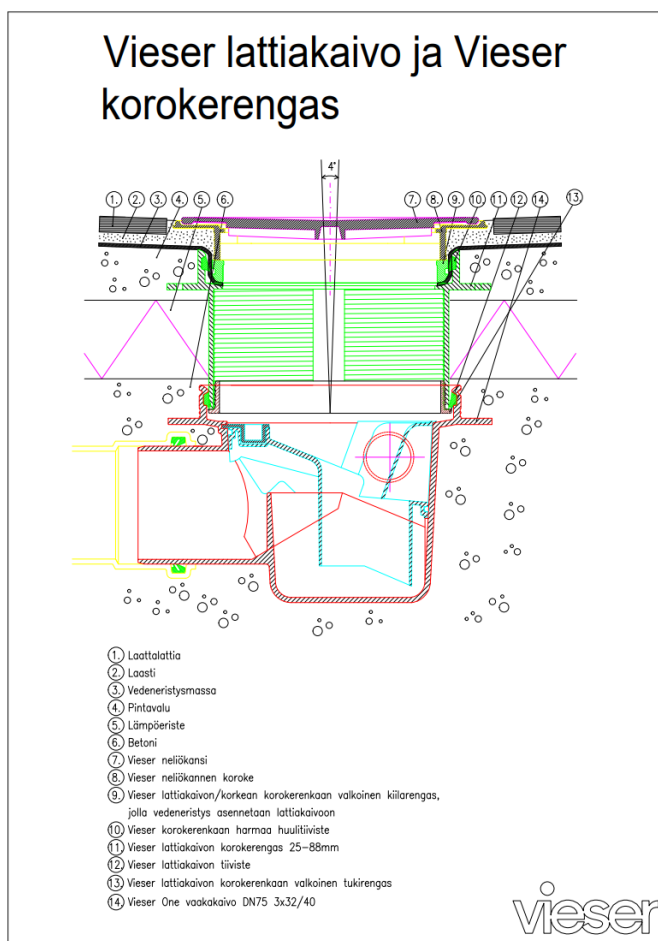 Vieser lattiakaivo ja Vieser
korokerengas
4°
1. 2. 3. 4. 5. 6. 7. 8. 9. 10. 11. 12. 14. 13.
1. Laattalattia
2. Laasti
3. Vedeneristysmassa
4. Pintavalu
5. Lämpöeriste
6. Betoni
7. Vieser neliökansi
8. Vieser neliökannen koroke
9. Vieser lattiakaivon/korkean korokerenkaan valkoinen kiilarengas,
jolla vedeneristys asennetaan lattiakaivoon
10. Vieser korokerenkaan harmaa huulitiiviste
11. Vieser lattiakaivon korokerengas 25-88mm
12. Vieser lattiakaivon tiiviste
13. Vieser lattiakaivon korokerenkaan valkoinen tukirengas
14. Vieser One vaakakaivo DN75 3x32/40
vieser